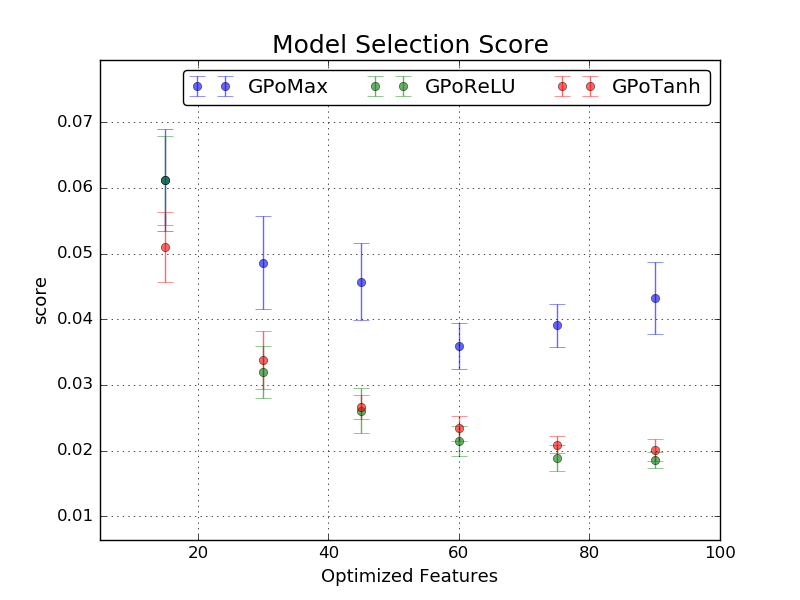 Model Selection Score
GPoMax GPoReLU GPoTanh
0.07
0.06
0.05
0.04
0.03
0.02
0.01
score
20 40 60 80 100
Optimized Features